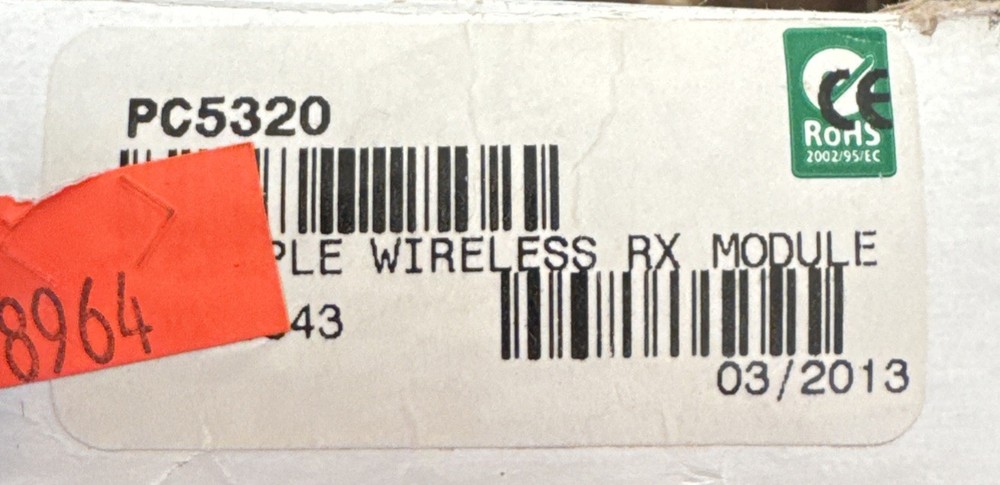 PC5320
CE
RoHS
2002/95/EC
PLE WIRELESS RX MODULE
43
8964
03/2013